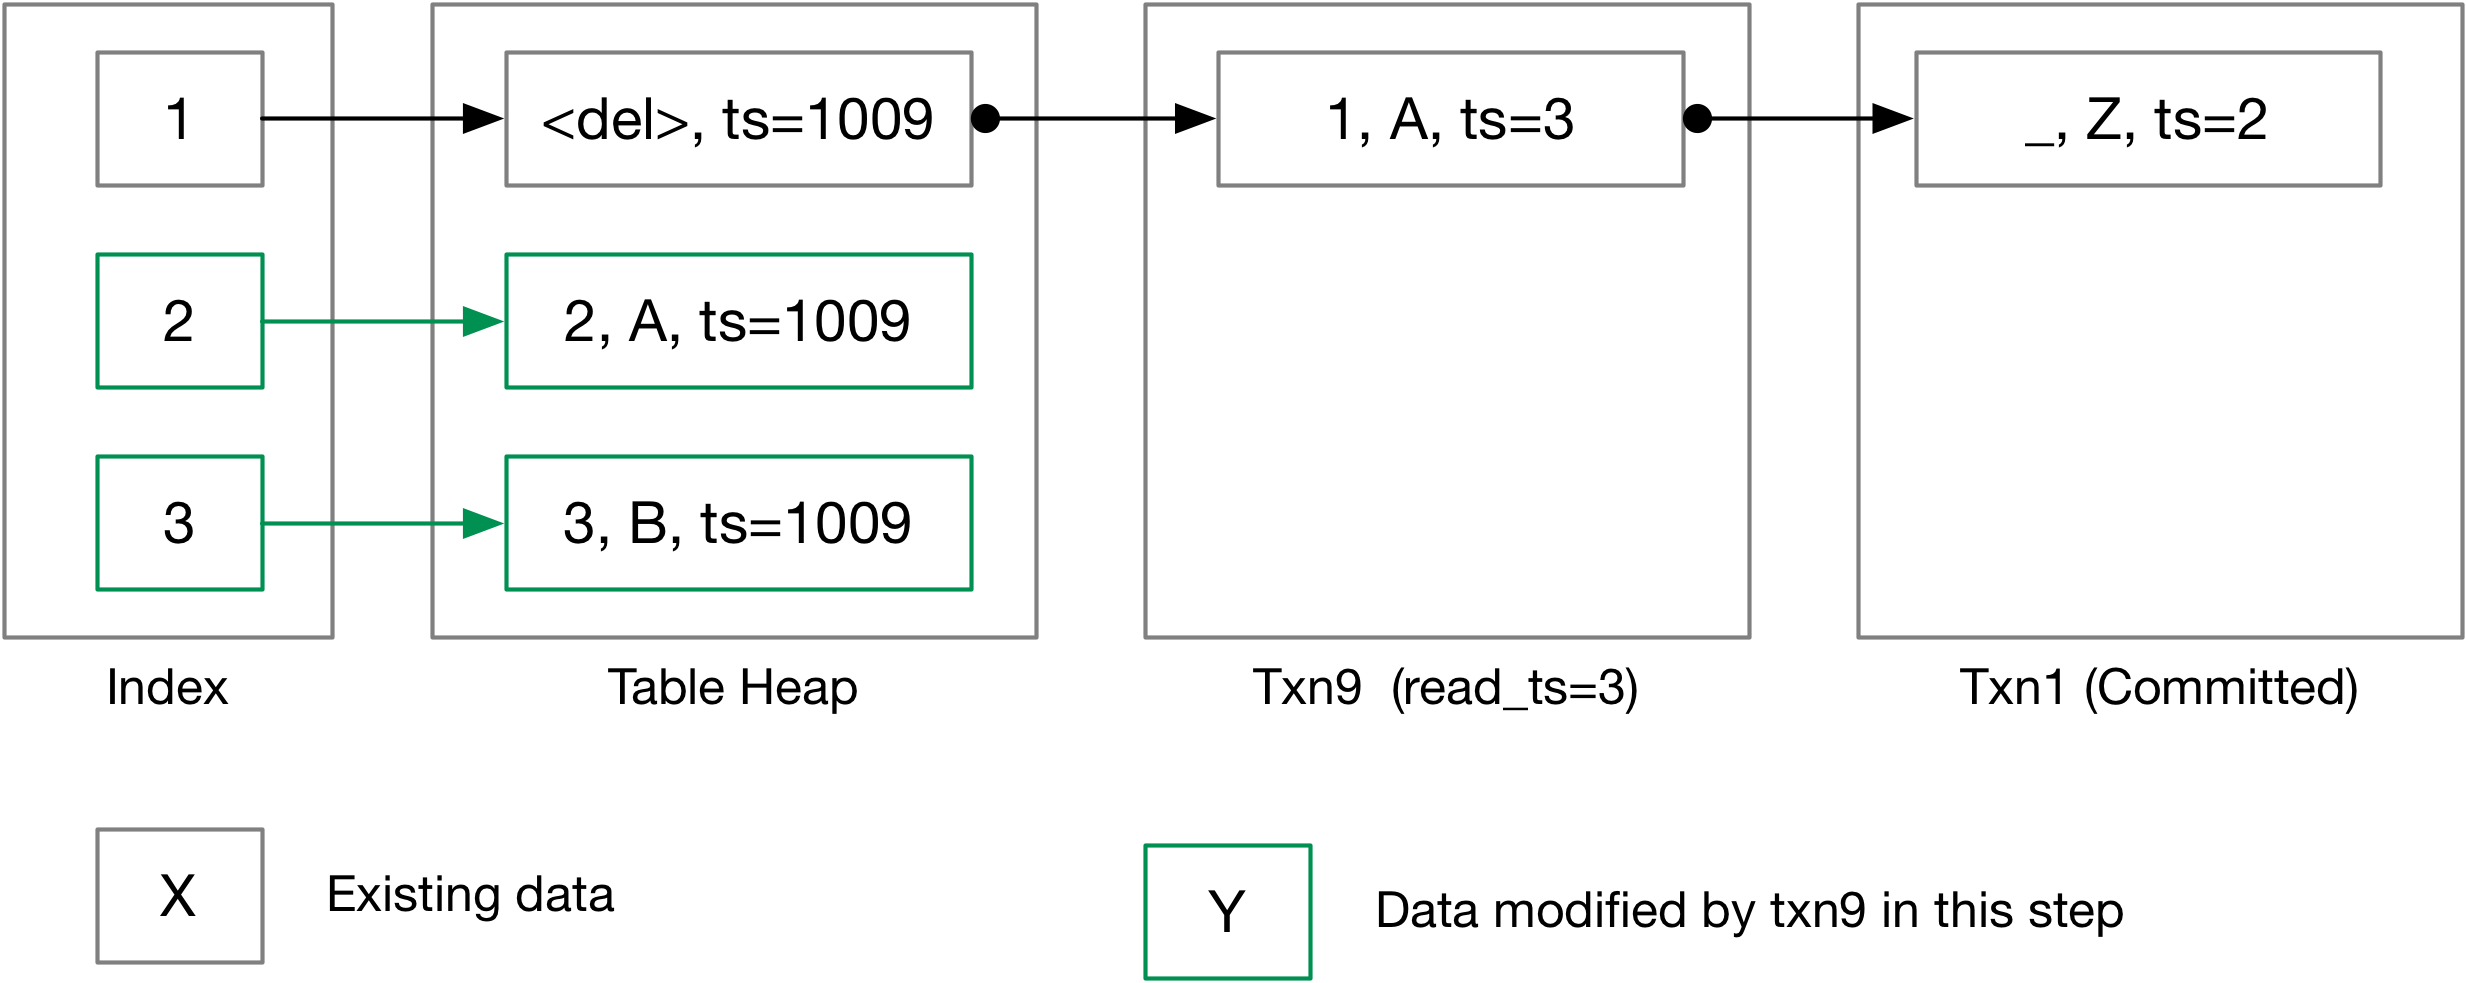 1
<del>, ts=1009
1, A, ts=3
_, Z, ts=2
2
2, A, ts=1009
3
3, B, ts=1009
Index
Table Heap
Txn9 (read_ts=3)
Txn1 (Committed)
X
Existing data
Y
Data modified by txn9 in this step